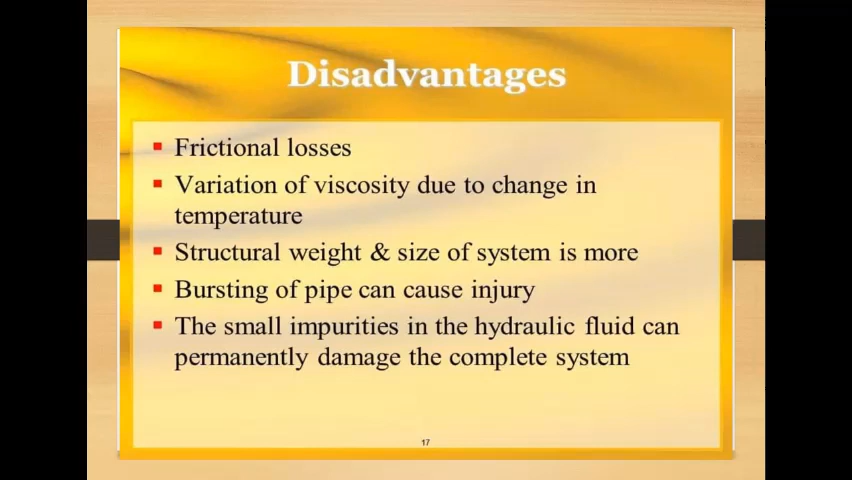 Disadvantages
▪ Frictional losses
▪ Variation of viscosity due to change in
temperature
▪ Structural weight & size of system is more
▪ Bursting of pipe can cause injury
▪ The small impurities in the hydraulic fluid can
permanently damage the complete system
17